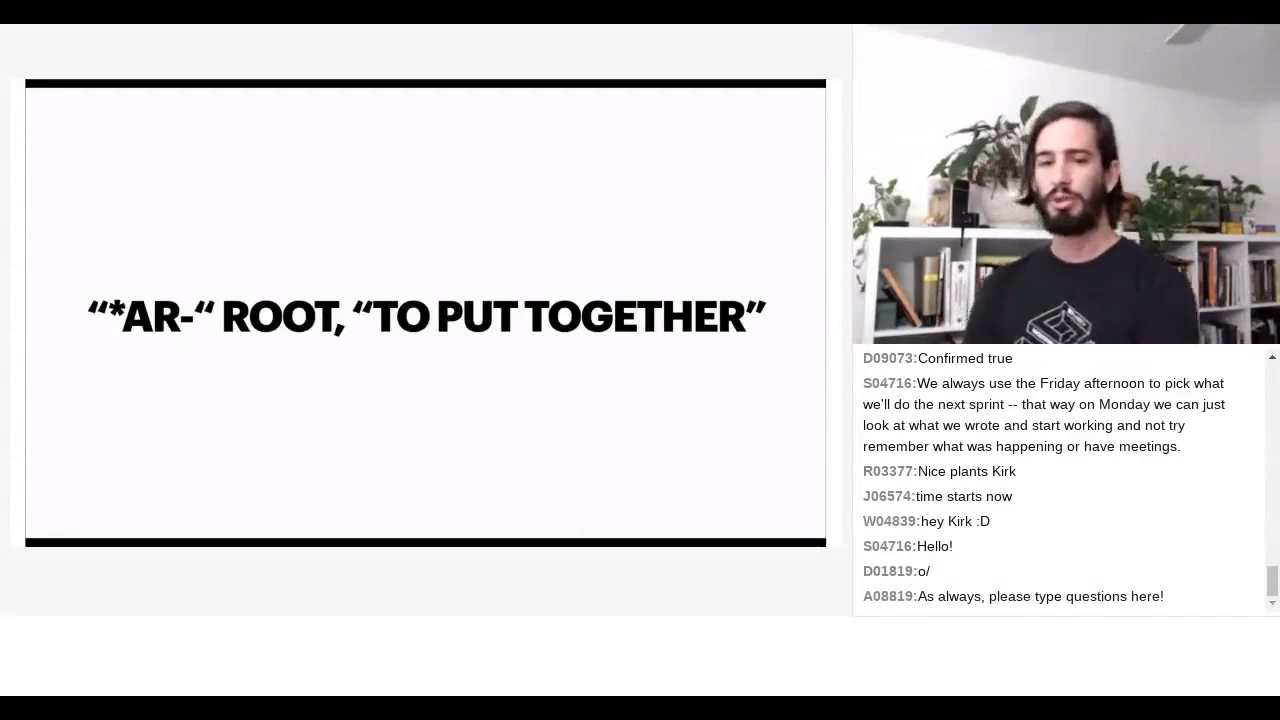 “*AR-“ ROOT, “TO PUT TOGETHER”
D09073:Confirmed true
S04716:We always use the Friday afternoon to pick what
we'll do the next sprint -- that way on Monday we can just
look at what we wrote and start working and not try
remember what was happening or have meetings.
R03377:Nice plants Kirk
J06574:time starts now
W04839:hey Kirk :D
S04716:Hello!
D01819:o/
A08819:As always, please type questions here!